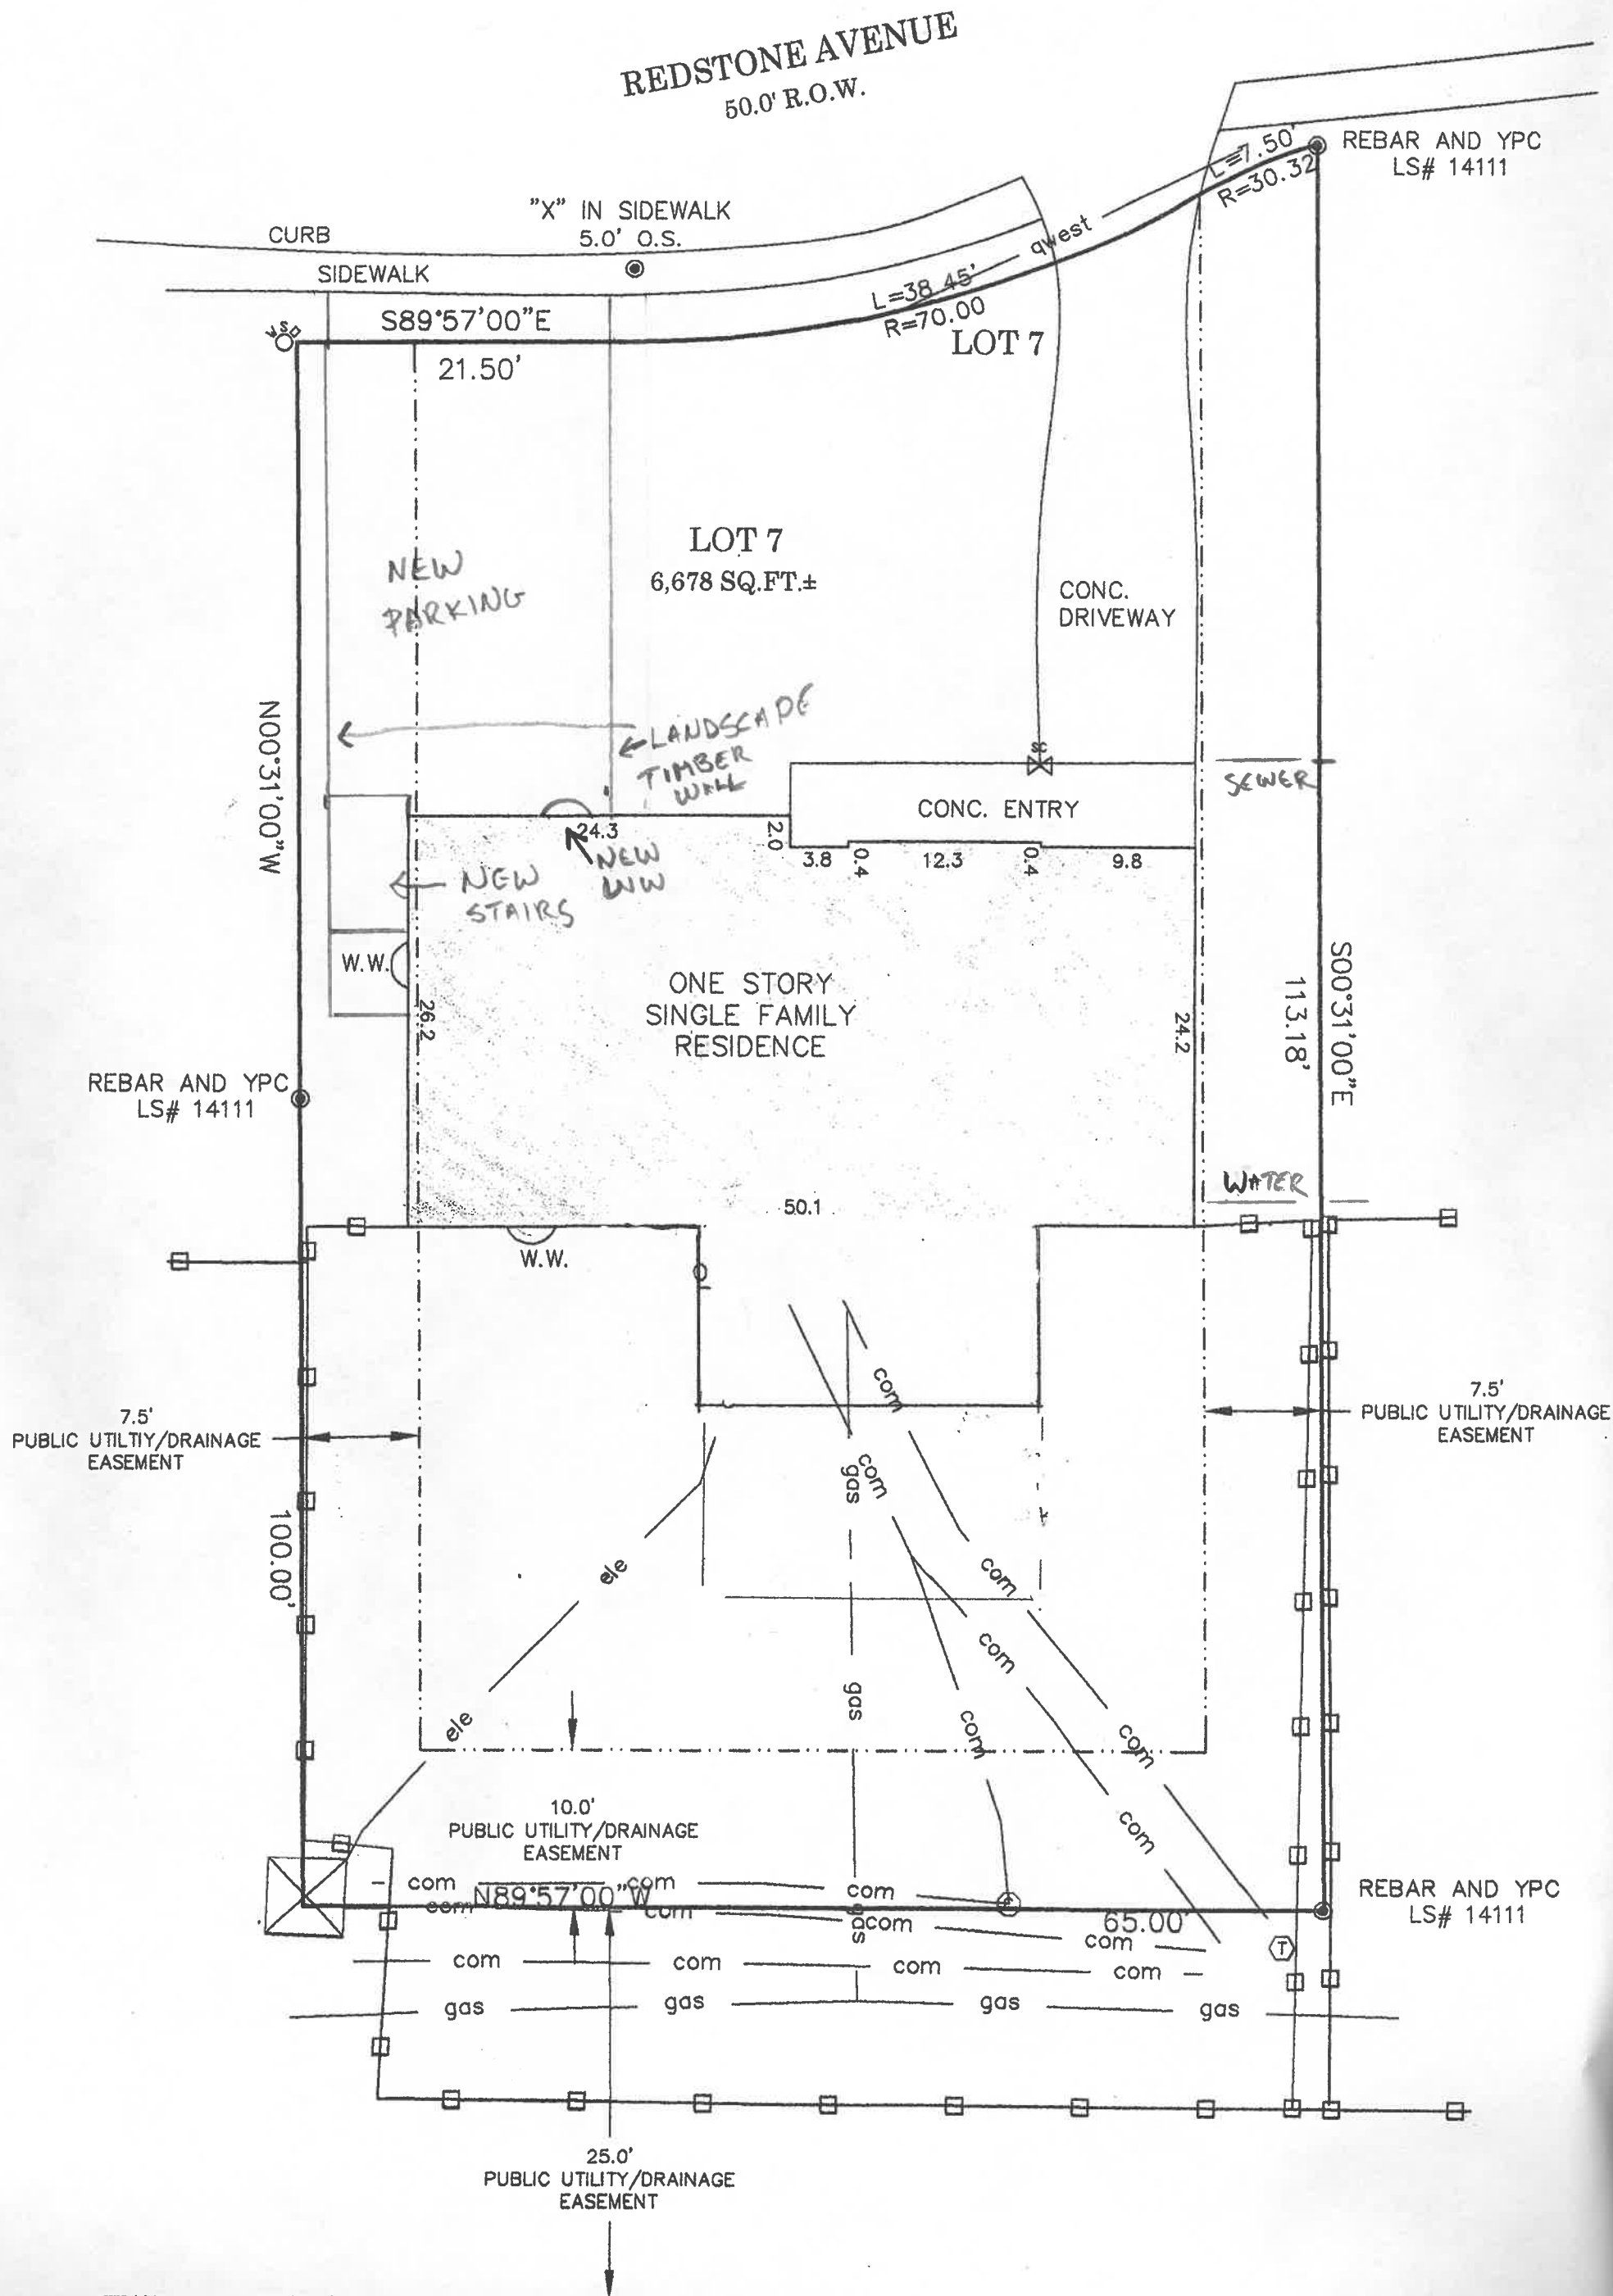 REDSTONE AVENUE
50.0' R.O.W.
REBAR AND YPC
LS# 14111
L=7.50'
R=30.32
"X" IN SIDEWALK
5.0' O.S.
CURB
SIDEWALK
qwest
L=38.45'
R=70.00
LOT 7
S89°57'00"E
21.50'
LOT 7
6,678 SQ.FT.±
NEW
PARKING
CONC.
DRIVEWAY
N00°31'00"W
LANDSCAPE
TIMBER
WALL
SEWER
CONC. ENTRY
24.3
2.0
3.8
0.4
12.3
0.4
9.8
NEW
WW
NEW
STAIRS
W.W.
ONE STORY
SINGLE FAMILY
RESIDENCE
26.2
24.2
113.18'
S00°31'00"E
REBAR AND YPC
LS# 14111
WATER
50.1
W.W.
com
7.5'
PUBLIC UTILTIY/DRAINAGE
EASEMENT
7.5'
PUBLIC UTILITY/DRAINAGE
EASEMENT
gas
com
100.00'
ele
com
com
gas
ele
com
com
10.0'
PUBLIC UTILITY/DRAINAGE
EASEMENT
com
com
com
com
N89°57'00"W
com
com
gas
com
65.00'
REBAR AND YPC
LS# 14111
com
T
com
com
com
com
gas
gas
gas
gas
25.0'
PUBLIC UTILITY/DRAINAGE
EASEMENT